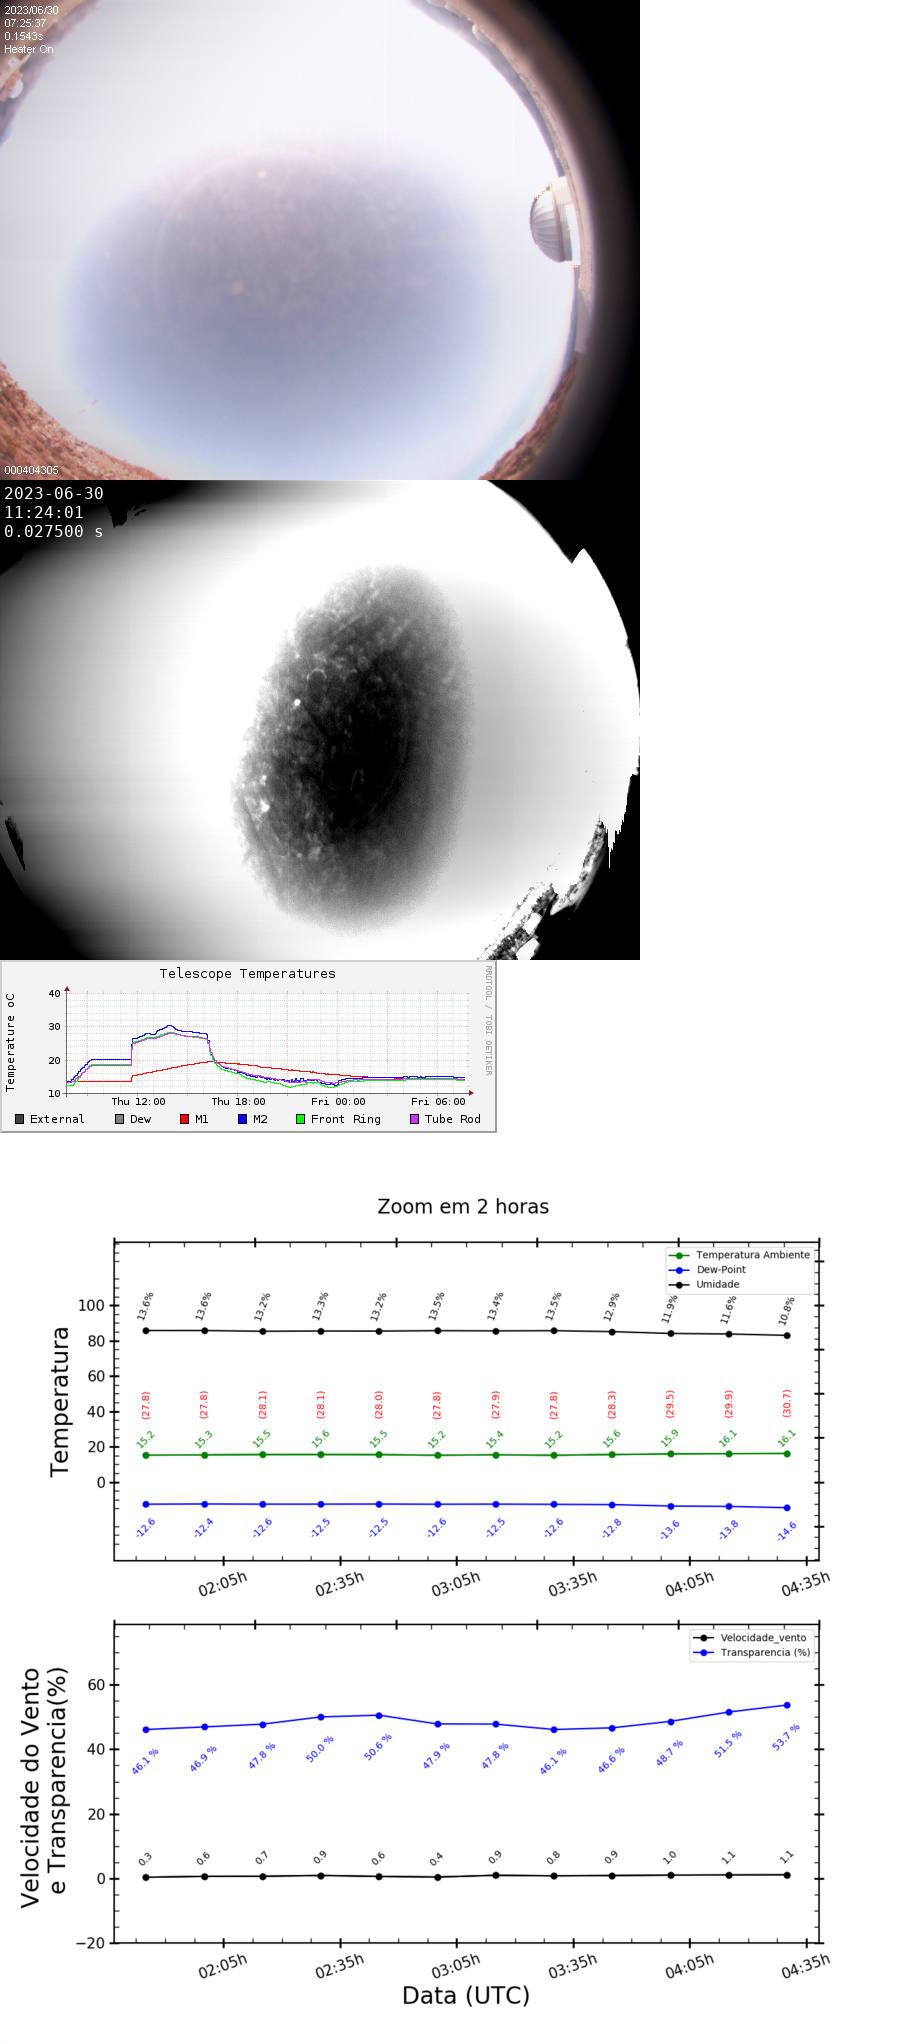 2023/06/30
07:25:37
0.1543s
Heater On
000404305
2023-06-30
11:24:01
0.027500 s
Telescope Temperatures
RRDTOOL / TOBI OETIKER
Temperature oC
40
30
20
10
Thu 12:00 Thu 18:00 Fri 00:00 Fri 06:00
External Dew M1 M2 Front Ring Tube Rod
Zoom em 2 horas
Temperatura Ambiente
Dew-Point
Umidade
Temperatura
100
80
60
40
20
0
13.6% 13.6% 13.2% 13.3% 13.2% 13.5% 13.4% 13.5% 12.9% 11.9% 11.6% 10.8%
(27.8) (27.8) (28.1) (28.1) (28.0) (27.8) (27.9) (27.8) (28.3) (29.5) (29.9) (30.7)
15.2 15.3 15.5 15.6 15.5 15.2 15.4 15.2 15.6 15.9 16.1 16.1
-12.6 -12.4 -12.6 -12.5 -12.5 -12.6 -12.5 -12.6 -12.8 -13.6 -13.8 -14.6
02:05h 02:35h 03:05h 03:35h 04:05h 04:35h
Velocidade_vento
Transparencia (%)
Velocidade do Vento
e Transparencia(%)
60
40
20
0
−20
46.1 % 46.9 % 47.8 % 50.0 % 50.6 % 47.9 % 47.8 % 46.1 % 46.6 % 48.7 % 51.5 % 53.7 %
0.3 0.6 0.7 0.9 0.6 0.4 0.9 0.8 0.9 1.0 1.1 1.1
02:05h 02:35h 03:05h 03:35h 04:05h 04:35h
Data (UTC)